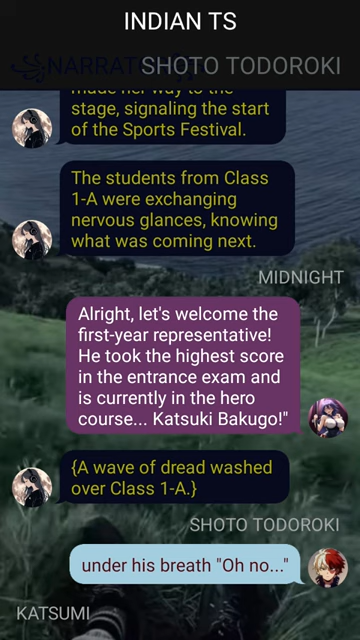 INDIAN TS
NARRAT
SHOTO TODOROKI
made her way to the
stage, signaling the start
of the Sports Festival.
The students from Class
1-A were exchanging
nervous glances, knowing
what was coming next.
MIDNIGHT
Alright, let's welcome the
first-year representative!
He took the highest score
in the entrance exam and
is currently in the hero
course... Katsuki Bakugo!"
{A wave of dread washed
over Class 1-A.}
SHOTO TODOROKI
under his breath "Oh no..."
KATSUMI